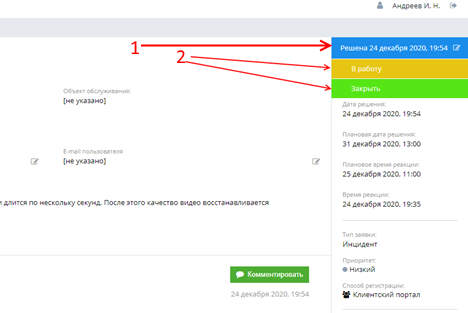 Андреев И. Н.
1
Решена 24 декабря 2020, 19:54
2
В работу
Закрыть
Объект обслуживания:
[не указано]
Дата решения:
24 декабря 2020, 19:54
Плановая дата решения:
31 декабря 2020, 13:00
E-mail пользователя
[не указано]
Плановое время реакции:
25 декабря 2020, 11:00
Время реакции:
24 декабря 2020, 19:35
и длится по нескольку секунд. После этого качество видео восстанавливается
Тип заявки:
Инцидент
Приоритет:
Низкий
Комментировать
24 декабря 2020, 19:54
Способ регистрации:
Клиентский портал